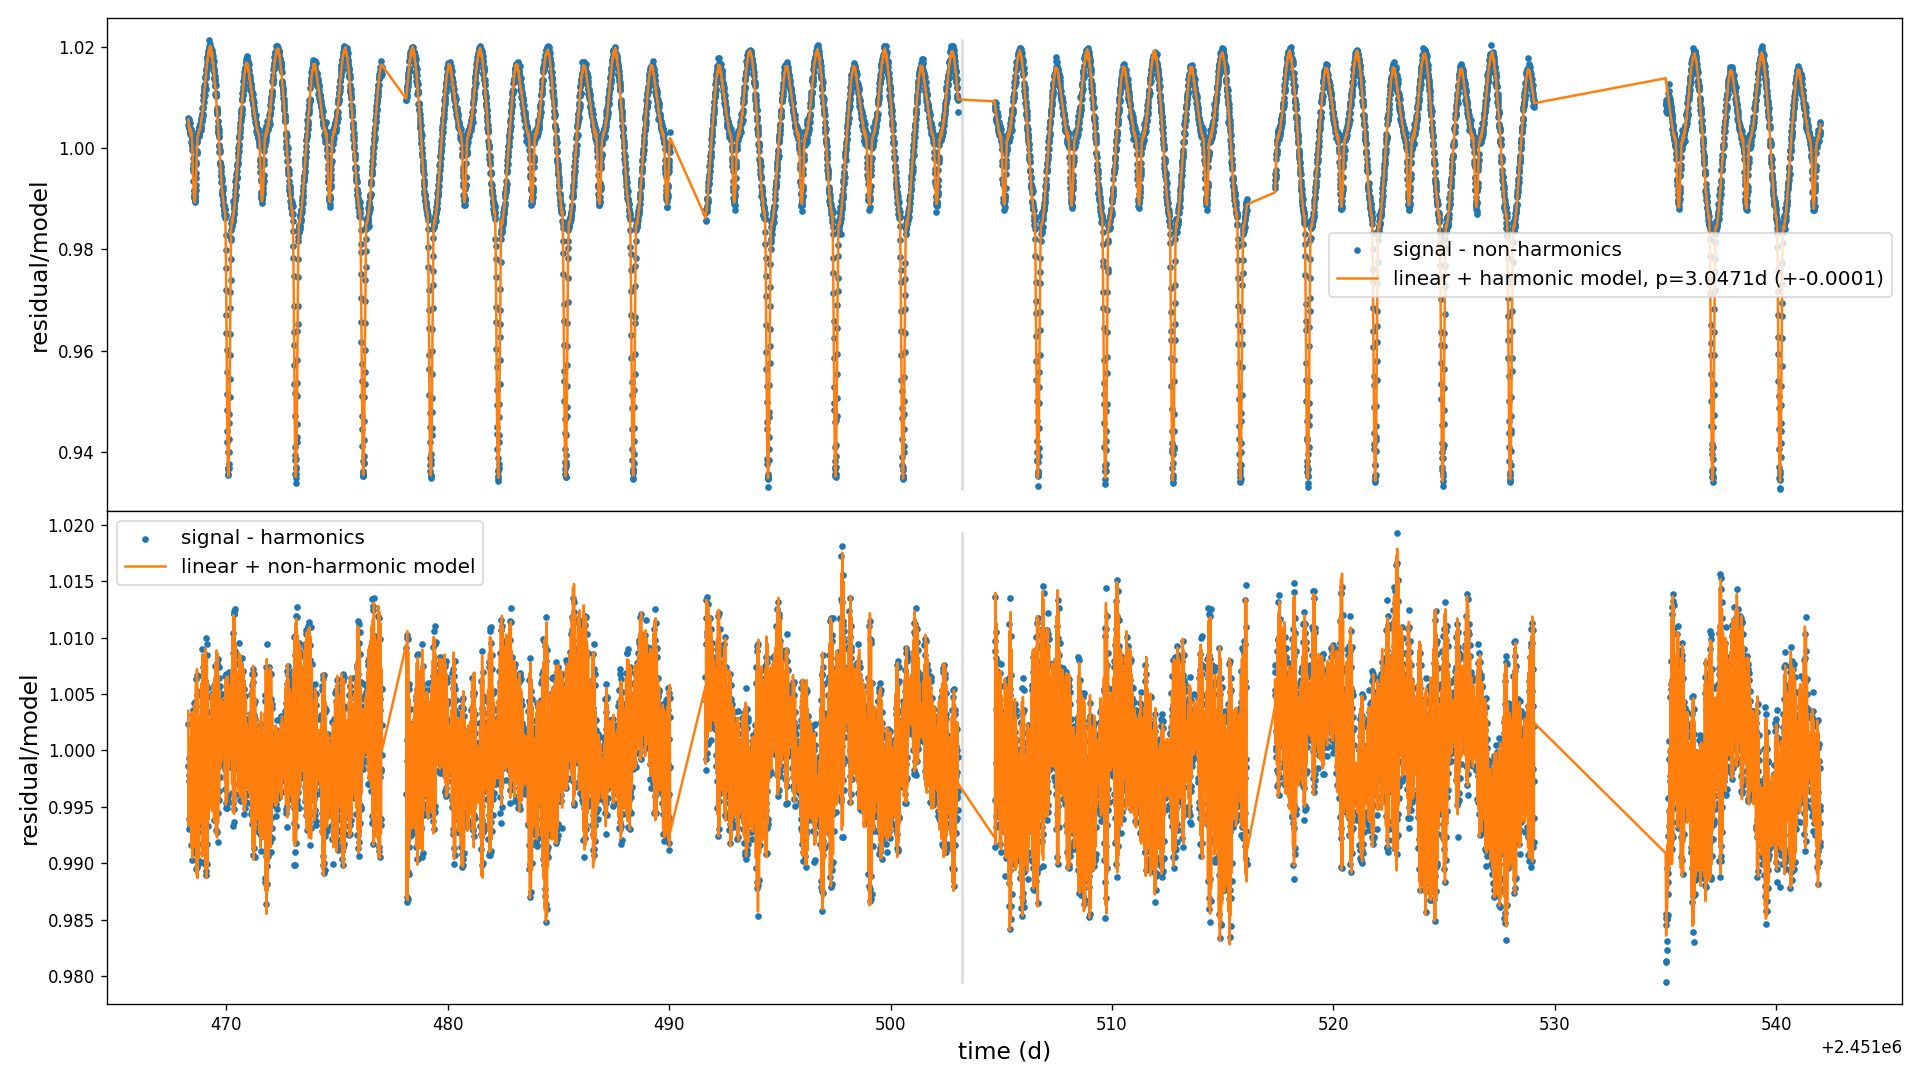 1.02
1.00
0.98
0.96
0.94
residual/model
signal - non-harmonics
linear + harmonic model, p=3.0471d (+-0.0001)
1.020
1.015
1.010
1.005
1.000
0.995
0.990
0.985
0.980
residual/model
signal - harmonics
linear + non-harmonic model
470 480 490 500 510 520 530 540
+2.451e6
time (d)